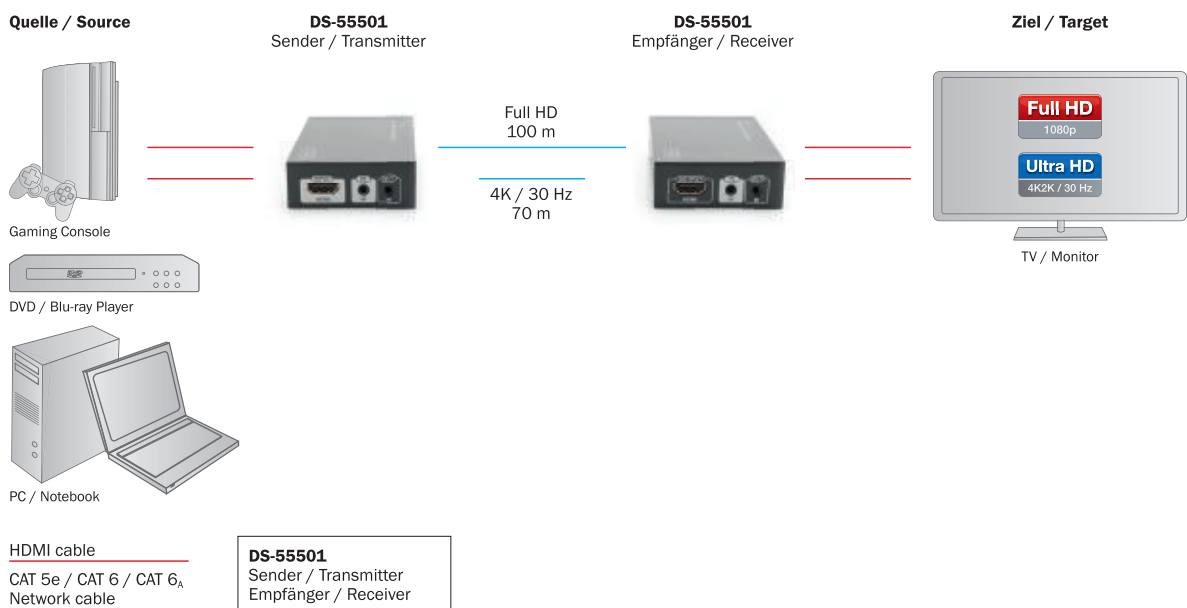 Quelle / Source
DS-55501
Sender / Transmitter
DS-55501
Empfänger / Receiver
Ziel / Target
Full HD
100 m
4K / 30 Hz
70 m
Full HD
1080p
Ultra HD
4K2K / 30 Hz
Gaming Console
TV / Monitor
DVD
DVD / Blu-ray Player
PC / Notebook
HDMI cable
CAT 5e / CAT 6 / CAT 6A
Network cable
DS-55501
Sender / Transmitter
Empfänger / Receiver